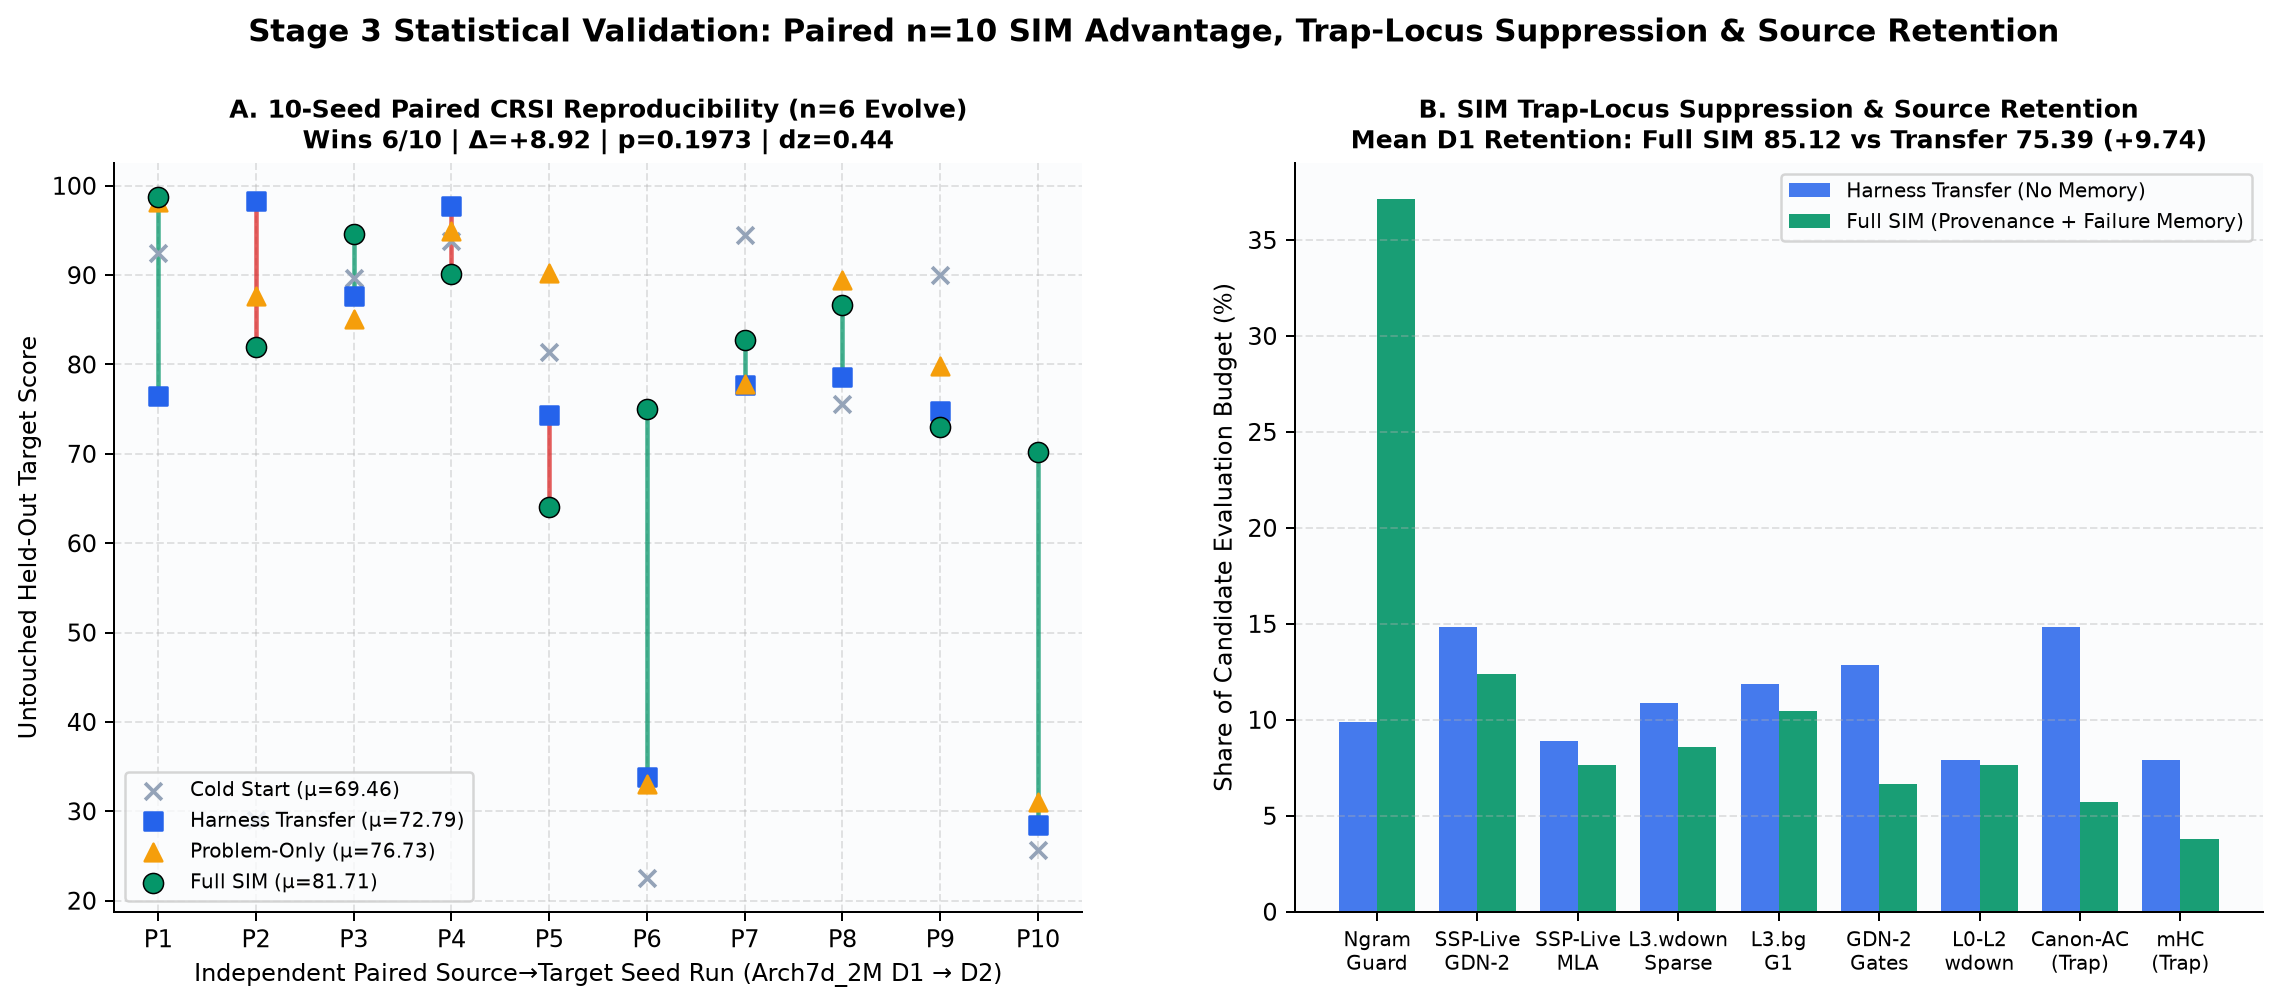 Stage 3 Statistical Validation: Paired n=10 SIM Advantage, Trap-Locus Suppression & Source Retention
A. 10-Seed Paired CRSI Reproducibility (n=6 Evolve)
Wins 6/10 | Δ=+8.92 | p=0.1973 | dz=0.44
Untouched Held-Out Target Score
100
90
80
70
60
50
40
30
20
Cold Start (μ=69.46)
Harness Transfer (μ=72.79)
Problem-Only (μ=76.73)
Full SIM (μ=81.71)
P1 P2 P3 P4 P5 P6 P7 P8 P9 P10
Independent Paired Source→Target Seed Run (Arch7d_2M D1 → D2)
B. SIM Trap-Locus Suppression & Source Retention
Mean D1 Retention: Full SIM 85.12 vs Transfer 75.39 (+9.74)
Share of Candidate Evaluation Budget (%)
35
30
25
20
15
10
5
0
Harness Transfer (No Memory)
Full SIM (Provenance + Failure Memory)
Ngram SSP-Live SSP-Live L3.wdown L3.bg GDN-2 L0-L2 Canon-AC mHC
Guard GDN-2 MLA Sparse G1 Gates wdown (Trap) (Trap)